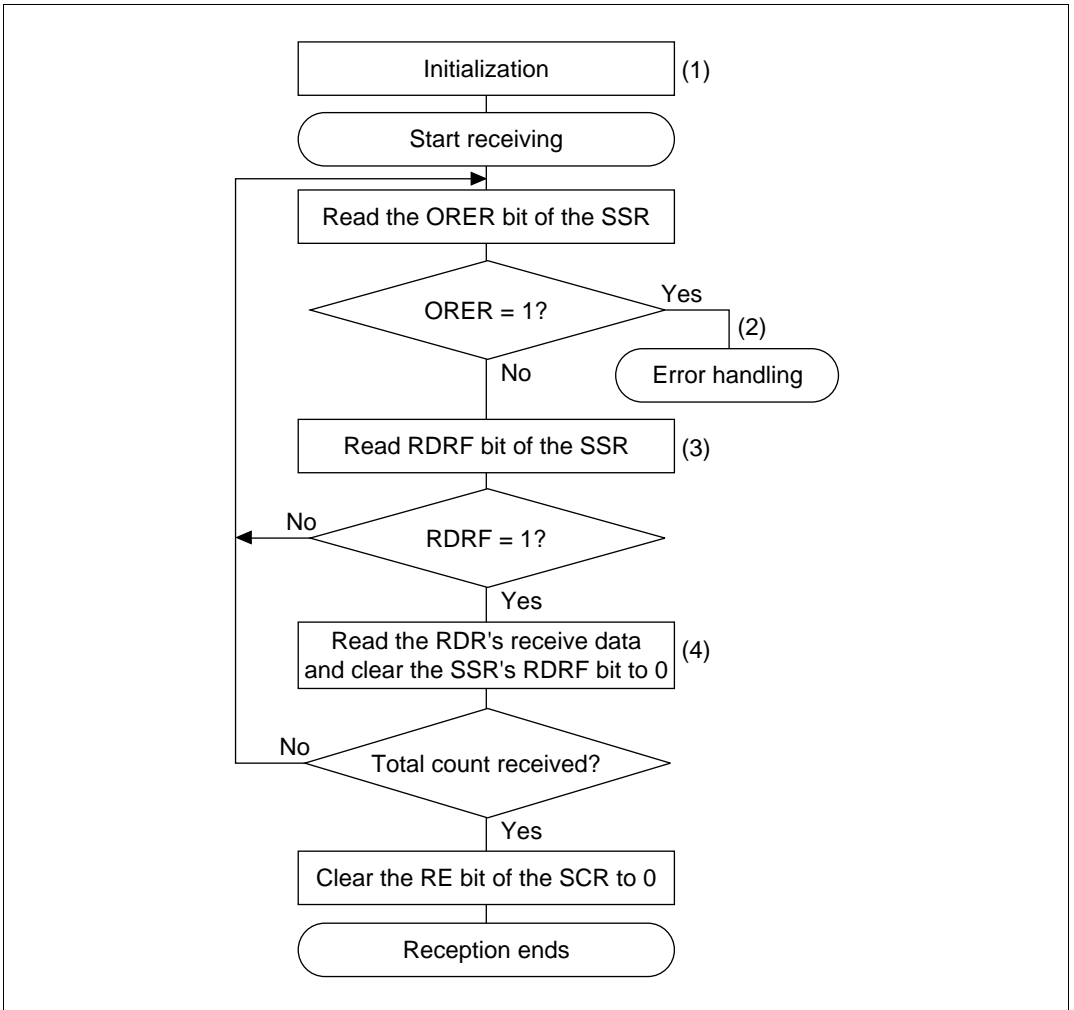 Initialization
(1)
Start receiving
Read the ORER bit of the SSR
ORER = 1?
Yes
(2)
Error handling
No
Read RDRF bit of the SSR
(3)
No
RDRF = 1?
Yes
Read the RDR's receive data
and clear the SSR's RDRF bit to 0
(4)
No
Total count received?
Yes
Clear the RE bit of the SCR to 0
Reception ends